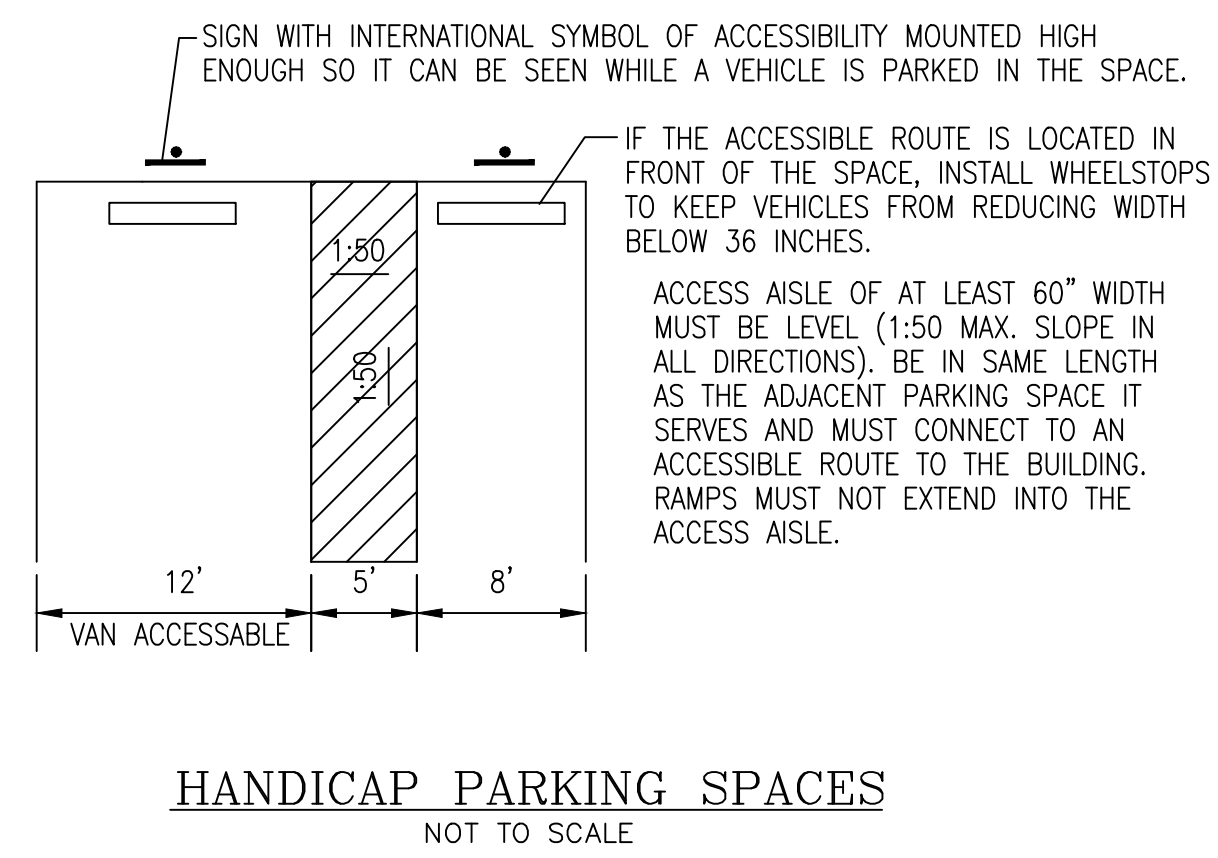 SIGN WITH INTERNATIONAL SYMBOL OF ACCESSIBILITY MOUNTED HIGH
ENOUGH SO IT CAN BE SEEN WHILE A VEHICLE IS PARKED IN THE SPACE.
IF THE ACCESSIBLE ROUTE IS LOCATED IN
FRONT OF THE SPACE, INSTALL WHEELSTOPS
TO KEEP VEHICLES FROM REDUCING WIDTH
BELOW 36 INCHES.
1:50
1:50
ACCESS AISLE OF AT LEAST 60” WIDTH
MUST BE LEVEL (1:50 MAX. SLOPE IN
ALL DIRECTIONS). BE IN SAME LENGTH
AS THE ADJACENT PARKING SPACE IT
SERVES AND MUST CONNECT TO AN
ACCESSIBLE ROUTE TO THE BUILDING.
RAMPS MUST NOT EXTEND INTO THE
ACCESS AISLE.
12' 5' 8'
VAN ACCESSABLE
HANDICAP PARKING SPACES
NOT TO SCALE